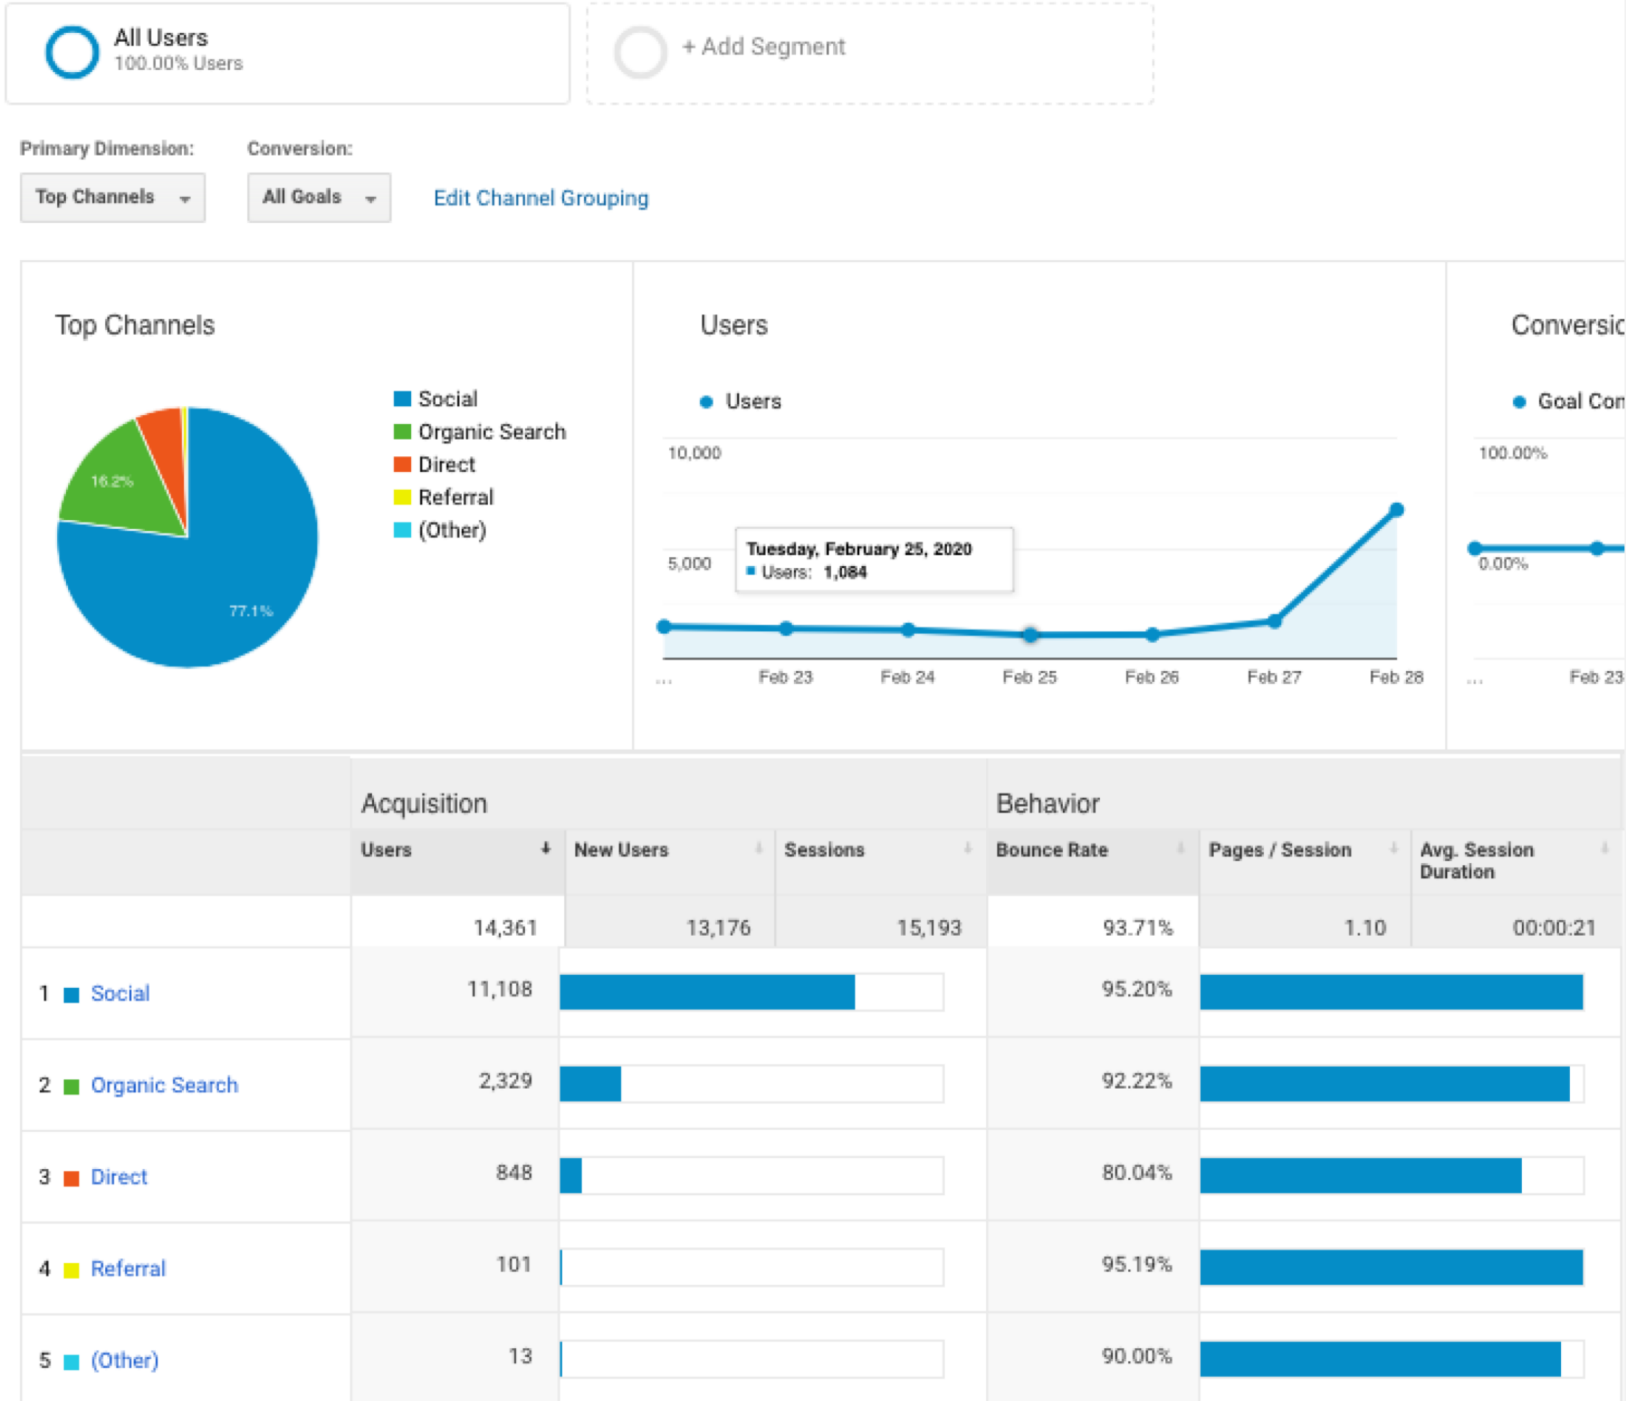 All Users
100.00% Users
+ Add Segment
Primary Dimension:
Conversion:
Top Channels
All Goals
Edit Channel Grouping
Top Channels
Social
Organic Search
Direct
Referral
(Other)
16.2%
77.1%
Users
Users
10,000
5,000
Tuesday, February 25, 2020
Users: 1,084
... Feb 23 Feb 24 Feb 25 Feb 26 Feb 27 Feb 28
Conversio
Goal Con
100.00%
0.00%
... Feb 23
Acquisition
Behavior
Users New Users Sessions Bounce Rate Pages / Session Avg. Session
Duration
14,361 13,176 15,193 93.71% 1.10 00:00:21
1 Social 11,108 95.20%
2 Organic Search 2,329 92.22%
3 Direct 848 80.04%
4 Referral 101 95.19%
5 (Other) 13 90.00%